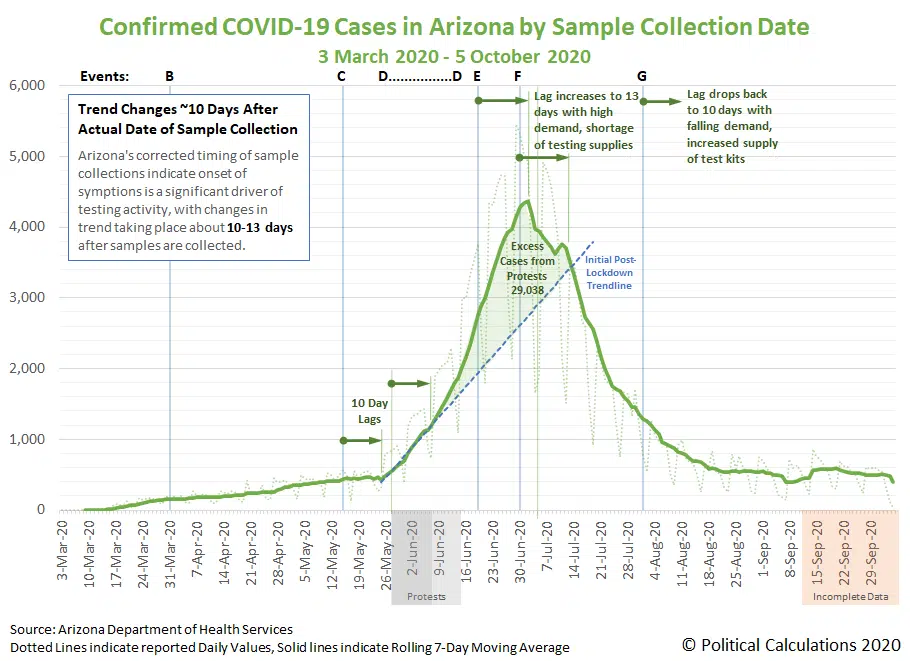 Confirmed COVID-19 Cases in Arizona by Sample Collection Date
3 March 2020 - 5 October 2020
Events: B C D...............D E F G
6,000
5,000
4,000
3,000
2,000
1,000
0
Trend Changes ~10 Days After
Actual Date of Sample Collection
Arizona's corrected timing of sample
collections indicate onset of
symptoms is a significant driver of
testing activity, with changes in
trend taking place about 10-13 days
after samples are collected.
Lag increases to 13
days with high
demand, shortage
of testing supplies
Lag drops back
to 10 days with
falling demand,
increased supply
of test kits
Excess
Cases from
Protests
29,038
Initial Post-
Lockdown
Trendline
10 Day
Lags
3-Mar-20
10-Mar-20
17-Mar-20
24-Mar-20
31-Mar-20
7-Apr-20
14-Apr-20
21-Apr-20
28-Apr-20
5-May-20
12-May-20
19-May-20
26-May-20
2-Jun-20
9-Jun-20
16-Jun-20
23-Jun-20
30-Jun-20
7-Jul-20
14-Jul-20
21-Jul-20
28-Jul-20
4-Aug-20
11-Aug-20
18-Aug-20
25-Aug-20
1-Sep-20
8-Sep-20
15-Sep-20
22-Sep-20
29-Sep-20
Protests
Incomplete Data
Source: Arizona Department of Health Services
Dotted Lines indicate reported Daily Values, Solid lines indicate Rolling 7-Day Moving Average
© Political Calculations 2020